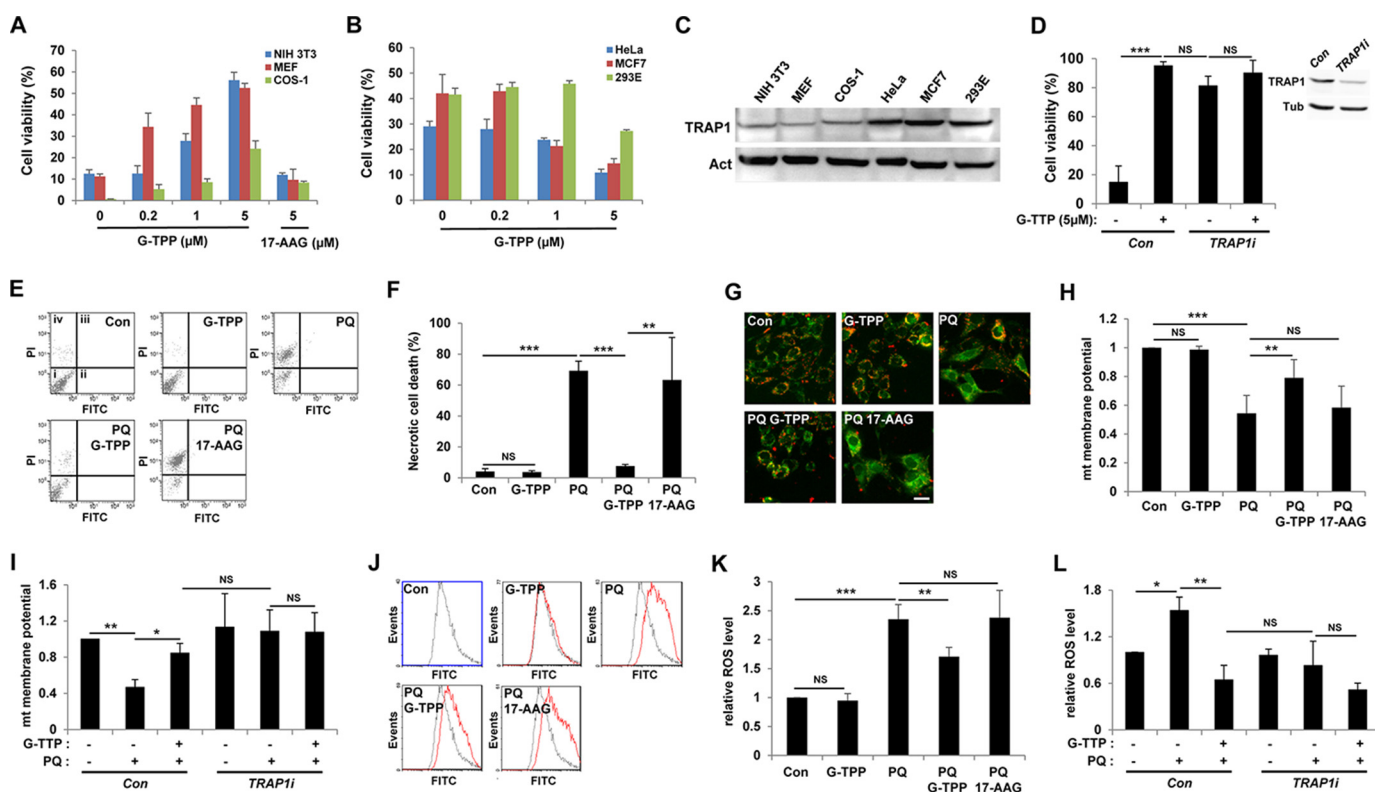 A
Cell viability (%)
70
60
50
40
30
20
10
0
NIH 3T3
MEF
COS-1
0 0.2 1 5 5
G-TPP (µM) 17-AAG (µM)
B
Cell viability (%)
60
50
40
30
20
10
0
HeLa
MCF7
293E
0 0.2 1 5
G-TPP (µM)
C
NIH 3T3 MEF COS-1 HeLa MCF7 293E
TRAP1
Act
D
Cell viability (%)
100
80
60
40
20
0
*** NS NS
G-TTP (5µM): - + - +
Con TRAP1i
Con TRAP1i
TRAP1
Tub
E
iv iii Con
i ii
G-TPP
PQ
PQ
G-TPP
PQ
17-AAG
PI
FITC
PI
FITC
PI
FITC
PI
FITC
PI
FITC
F
Necrotic cell death (%)
100
80
60
40
20
0
NS *** *** **
Con G-TPP PQ PQ PQ
G-TPP 17-AAG
G
Con G-TPP PQ
PQ G-TPP PQ 17-AAG
H
mt membrane potential
1.2
1
0.8
0.6
0.4
0.2
0
*** NS
NS **
Con G-TPP PQ PQ PQ
G-TPP 17-AAG
I
mt membrane potential
1.6
1.2
0.8
0.4
0
** * NS NS
G-TTP : - - + - - +
PQ : - + + - + +
Con TRAP1i
J
Con G-TPP PQ
Events Events Events
FITC FITC FITC
PQ PQ
G-TPP 17-AAG
Events Events
FITC FITC
K
relative ROS level
3
2.5
2
1.5
1
0.5
0
NS
*** **
NS
Con G-TPP PQ PQ PQ
G-TPP 17-AAG
L
relative ROS level
1.8
1.2
0.6
0
* **
NS NS
G-TTP : - - + - - +
PQ : - + + - + +
Con TRAP1i